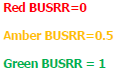 Red BUSRR=0
Amber BUSRR=0.5
Green BUSRR = 1